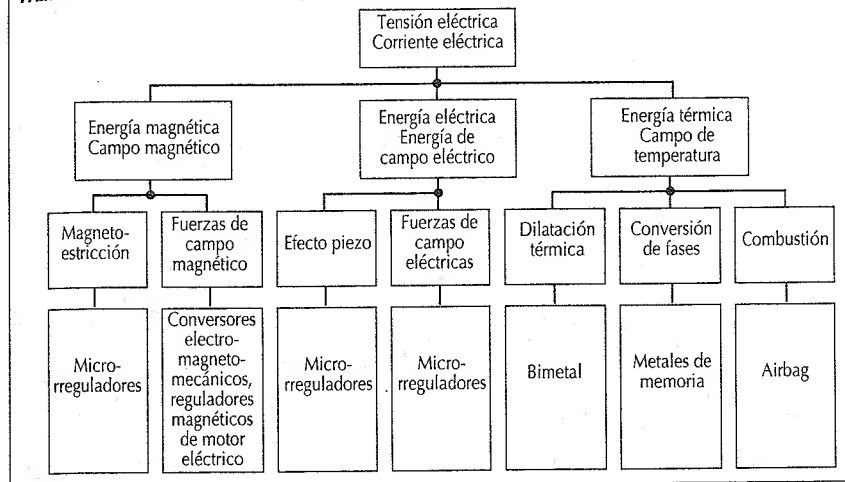 Tensión eléctrica
Corriente eléctrica
Energía magnética
Campo magnético
Energía eléctrica
Energía de
campo eléctrico
Energía térmica
Campo de
temperatura
Magneto-
estricción
Fuerzas de
campo
magnético
Efecto piezo
Fuerzas de
campo
eléctricas
Dilatación
térmica
Conversión
de fases
Combustión
Micro-
rreguladores
Conversores
electro-
magneto-
mecánicos,
reguladores
magnéticos
de motor
eléctrico
Micro-
rreguladores
Micro-
rreguladores
Bimetal
Metales de
memoria
Airbag